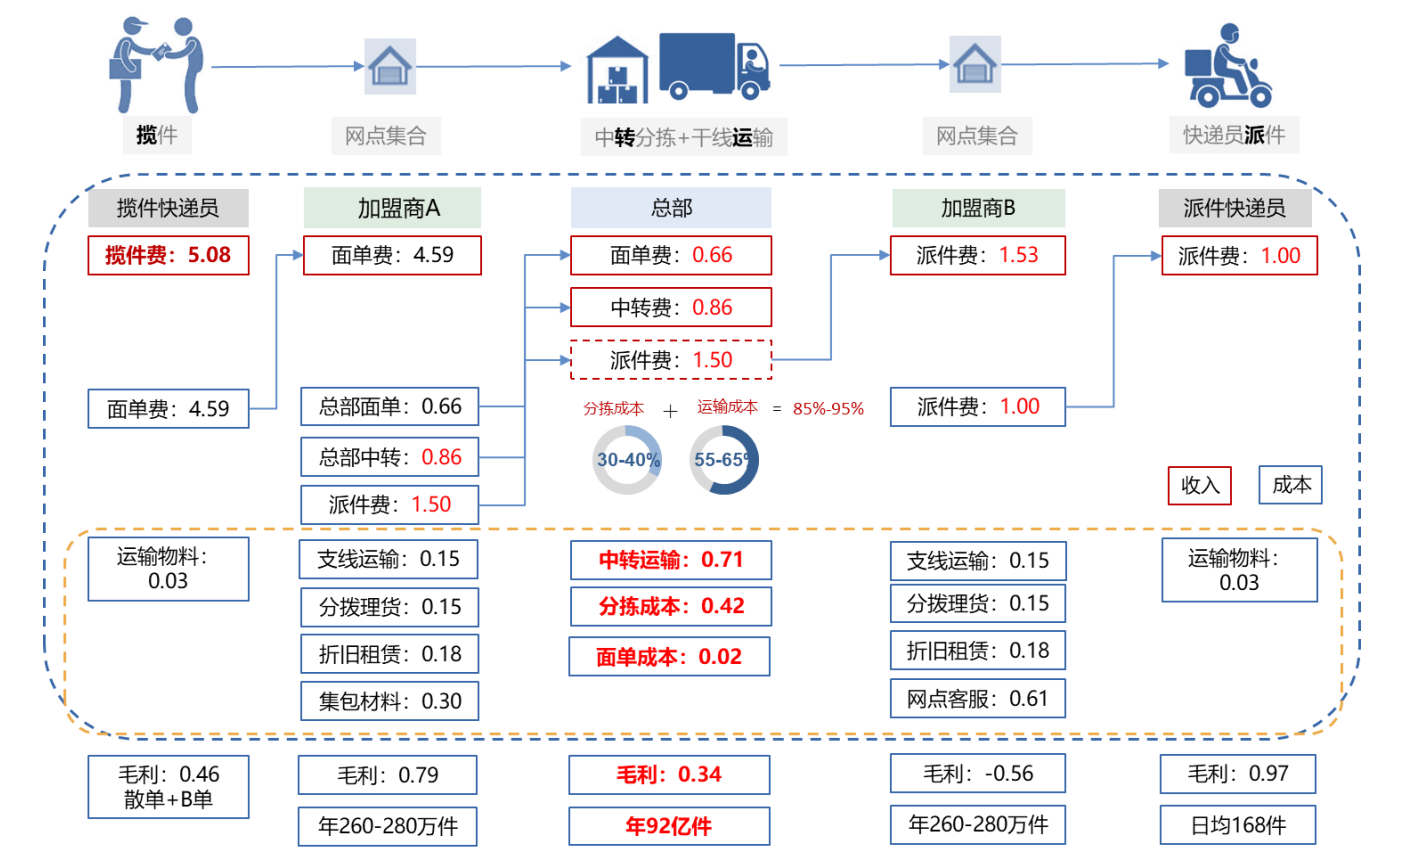 揽件
网点集合
中转分拣+干线运输
网点集合
快递员派件
揽件快递员
加盟商A
总部
加盟商B
派件快递员
揽件费：5.08
面单费：4.59
面单费：0.66
派件费：1.53
派件费：1.00
中转费：0.86
派件费：1.50
面单费：4.59
总部面单：0.66
分拣成本 + 运输成本 = 85%-95%
派件费：1.00
总部中转：0.86
30-40%
55-65%
派件费：1.50
收入
成本
运输物料：
0.03
支线运输：0.15
中转运输：0.71
支线运输：0.15
运输物料：
0.03
分拨理货：0.15
分拣成本：0.42
分拨理货：0.15
折旧租赁：0.18
面单成本：0.02
折旧租赁：0.18
集包材料：0.30
网点客服：0.61
毛利：0.46
散单+B单
毛利：0.79
毛利：0.34
毛利：-0.56
毛利：0.97
年260-280万件
年92亿件
年260-280万件
日均168件